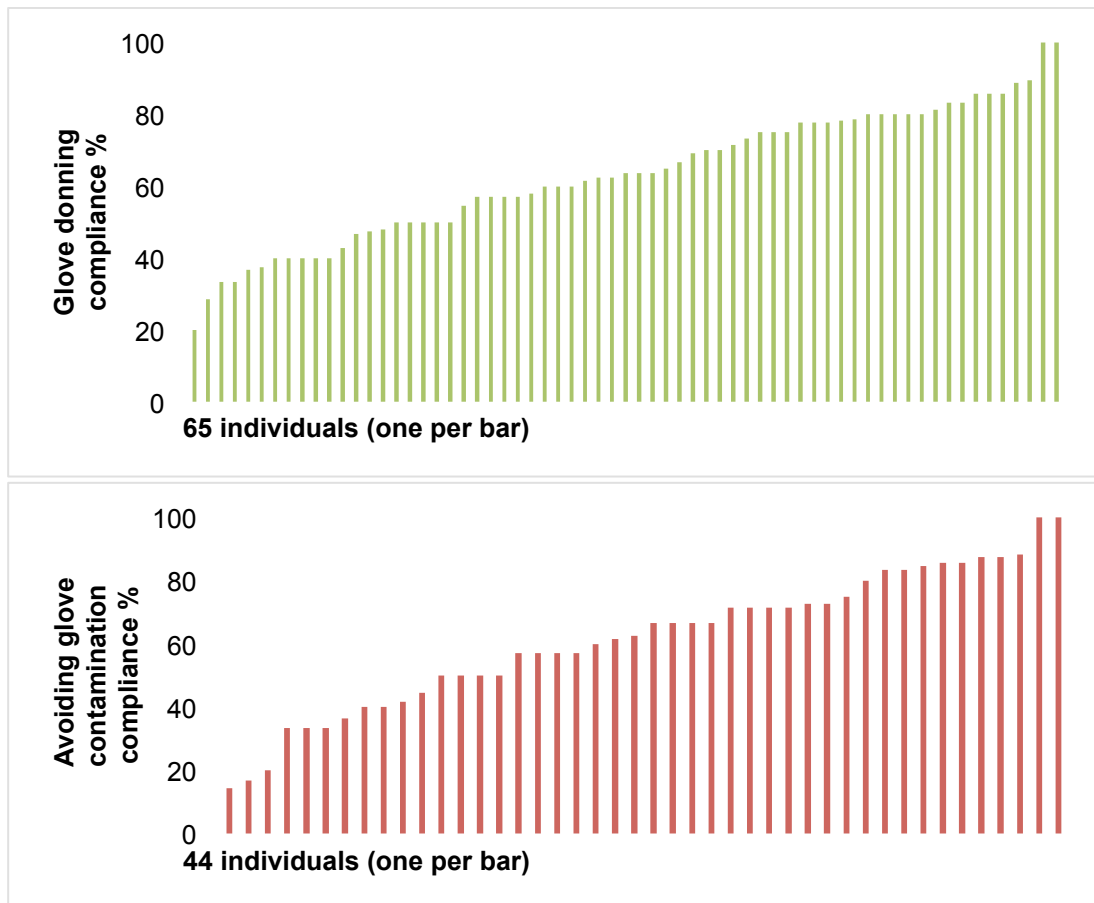 100
80
60
40
20
0
Glove donning
compliance %
65 individuals (one per bar)
100
80
60
40
20
0
Avoiding glove
contamination
compliance %
44 individuals (one per bar)